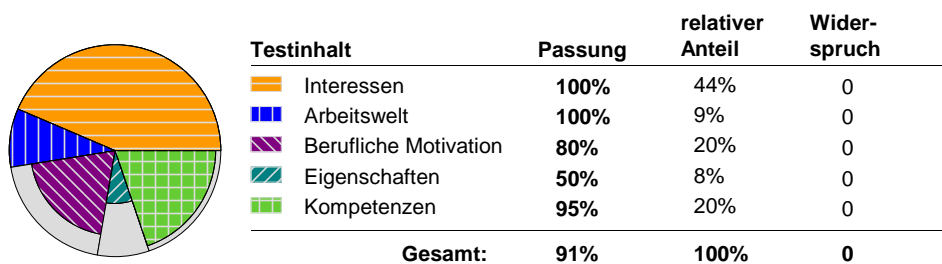 relativer Wider-
Testinhalt Passung Anteil spruch
Interessen 100% 44% 0
Arbeitswelt 100% 9% 0
Berufliche Motivation 80% 20% 0
Eigenschaften 50% 8% 0
Kompetenzen 95% 20% 0
Gesamt: 91% 100% 0